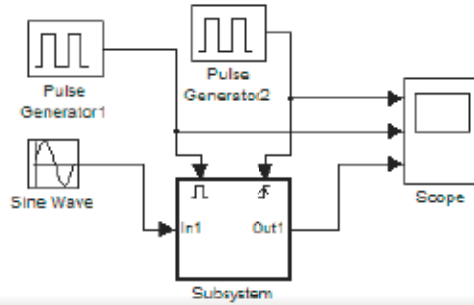 Pulse
Generator1
Pulse
Generator2
Sine Wave
In1
Out1
Subsystem
Scope